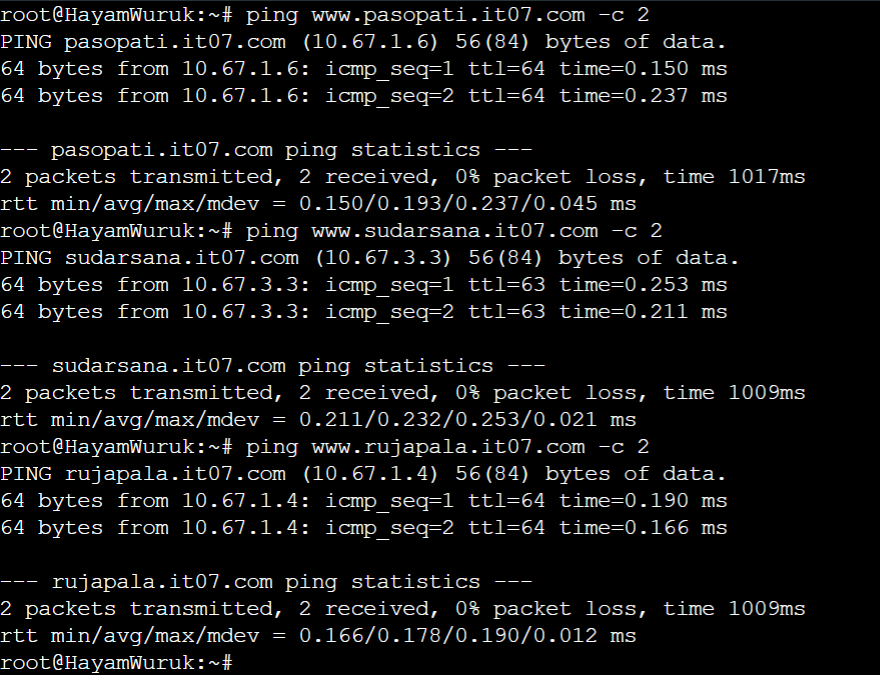 root@HayamWuruk:~# ping www.pasopati.it07.com -c 2
PING pasopati.it07.com (10.67.1.6) 56(84) bytes of data.
64 bytes from 10.67.1.6: icmp_seq=1 ttl=64 time=0.150 ms
64 bytes from 10.67.1.6: icmp_seq=2 ttl=64 time=0.237 ms

--- pasopati.it07.com ping statistics ---
2 packets transmitted, 2 received, 0% packet loss, time 1017ms
rtt min/avg/max/mdev = 0.150/0.193/0.237/0.045 ms
root@HayamWuruk:~# ping www.sudarsana.it07.com -c 2
PING sudarsana.it07.com (10.67.3.3) 56(84) bytes of data.
64 bytes from 10.67.3.3: icmp_seq=1 ttl=63 time=0.253 ms
64 bytes from 10.67.3.3: icmp_seq=2 ttl=63 time=0.211 ms

--- sudarsana.it07.com ping statistics ---
2 packets transmitted, 2 received, 0% packet loss, time 1009ms
rtt min/avg/max/mdev = 0.211/0.232/0.253/0.021 ms
root@HayamWuruk:~# ping www.rujapala.it07.com -c 2
PING rujapala.it07.com (10.67.1.4) 56(84) bytes of data.
64 bytes from 10.67.1.4: icmp_seq=1 ttl=64 time=0.190 ms
64 bytes from 10.67.1.4: icmp_seq=2 ttl=64 time=0.166 ms

--- rujapala.it07.com ping statistics ---
2 packets transmitted, 2 received, 0% packet loss, time 1009ms
rtt min/avg/max/mdev = 0.166/0.178/0.190/0.012 ms
root@HayamWuruk:~#